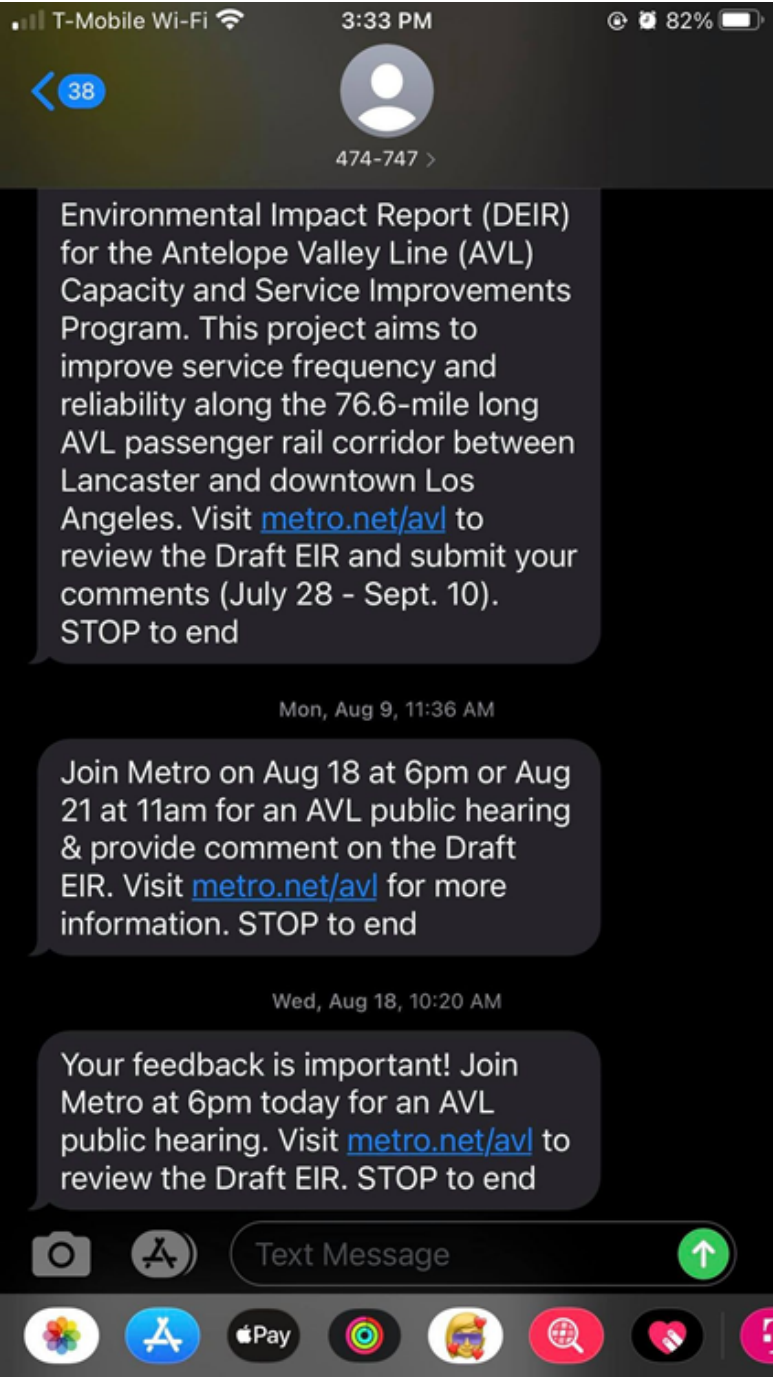 T-Mobile Wi-Fi 3:33 PM 82%
38
474-747 >
Environmental Impact Report (DEIR)
for the Antelope Valley Line (AVL)
Capacity and Service Improvements
Program. This project aims to
improve service frequency and
reliability along the 76.6-mile long
AVL passenger rail corridor between
Lancaster and downtown Los
Angeles. Visit metro.net/avl to
review the Draft EIR and submit your
comments (July 28 - Sept. 10).
STOP to end
Mon, Aug 9, 11:36 AM
Join Metro on Aug 18 at 6pm or Aug
21 at 11am for an AVL public hearing
& provide comment on the Draft
EIR. Visit metro.net/avl for more
information. STOP to end
Wed, Aug 18, 10:20 AM
Your feedback is important! Join
Metro at 6pm today for an AVL
public hearing. Visit metro.net/avl to
review the Draft EIR. STOP to end
Text Message
Pay